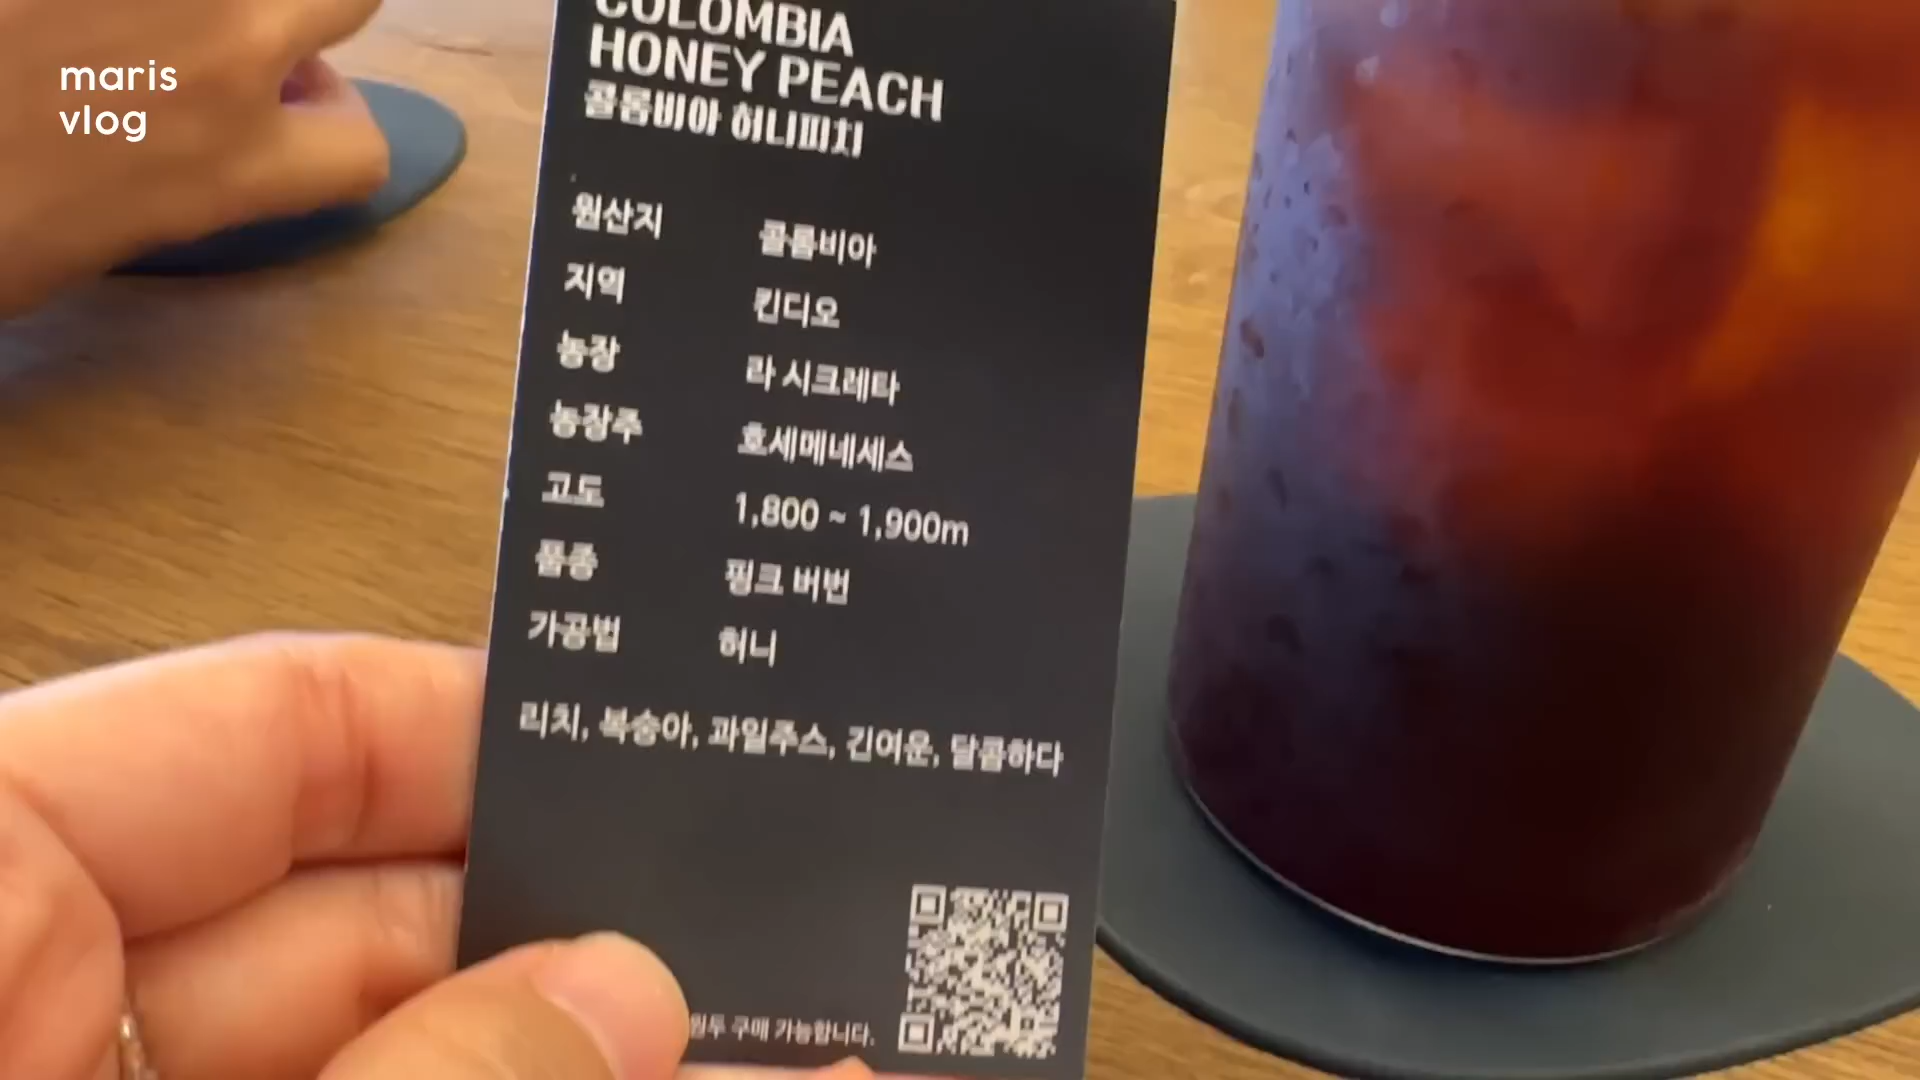 maris
vlog
COLOMBIA
HONEY PEACH
콜롬비아 허니피치
원산지 콜롬비아
지역 킨디오
농장 라 시크레타
농장주 호세메네세스
고도 1,800 ~ 1,900m
품종 핑크 버번
가공법 허니
리치, 복숭아, 과일주스, 긴여운, 달콤하다
원두 구매 가능합니다.